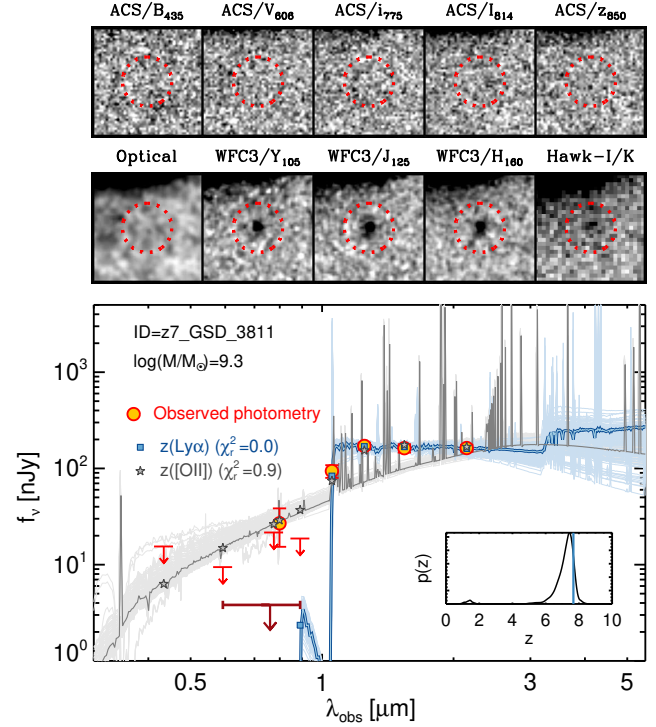 ACS/B₄₃₅ ACS/V₆₀₆ ACS/i₇₇₅ ACS/I₈₁₄ ACS/z₈₅₀
Optical WFC3/Y₁₀₅ WFC3/J₁₂₅ WFC3/H₁₆₀ Hawk-I/K
ID=z7_GSD_3811
log(M/M☉)=9.3
Observed photometry
z(Lyα) (χᵣ²=0.0)
z([OII]) (χᵣ²=0.9)
fᵥ [nJy]
10³
10²
10¹
10⁰
p(z)
0 2 4 6 8 10
z
0.5 1 3 5
λobs [μm]